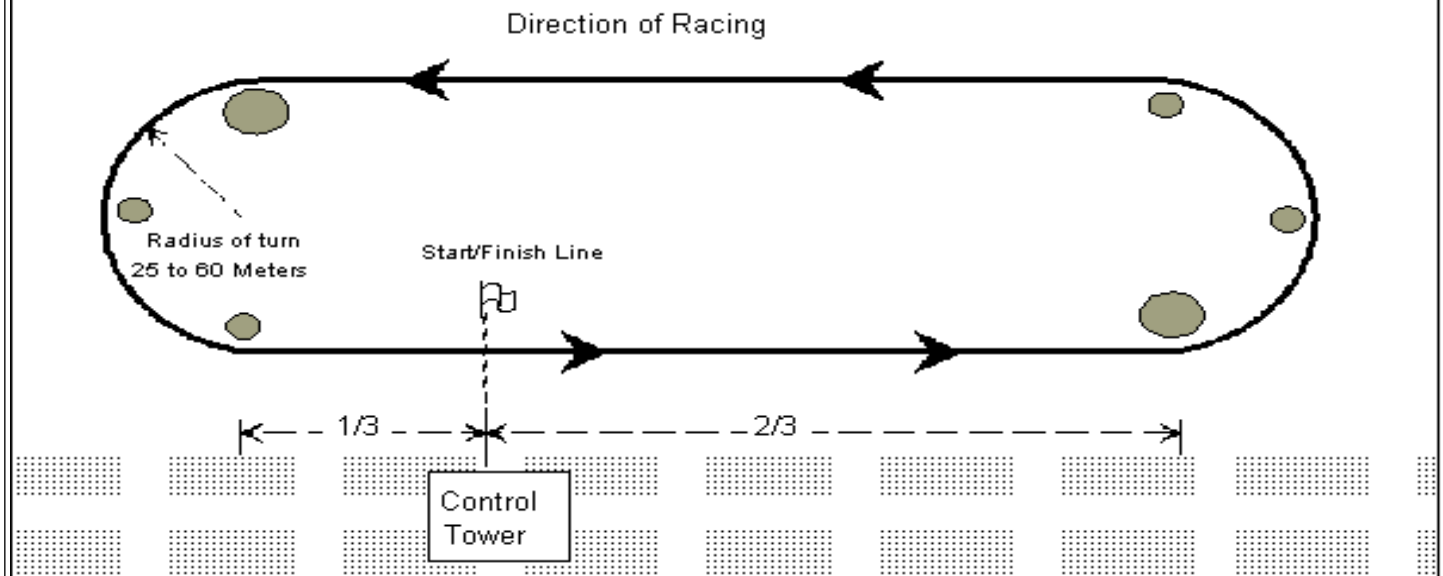 Direction of Racing
Radius of turn
25 to 60 Meters
Start/Finish Line
1/3
2/3
Control
Tower